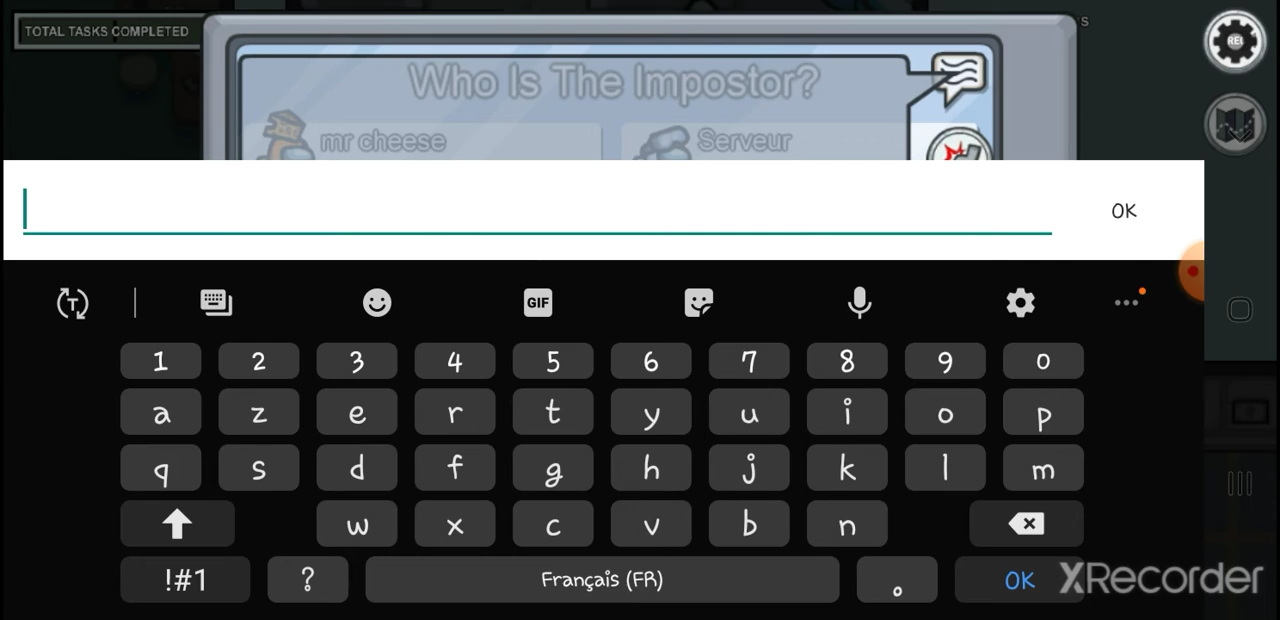 TOTAL TASKS COMPLETED
S
REC
Who Is The Impostor?
mr cheese
Serveur
OK
T
GIF
1 2 3 4 5 6 7 8 9 0
a z e r t y u i o p
q s d f g h j k l m
w x c v b n
!#1 ? Français (FR) . OK
XRecorder